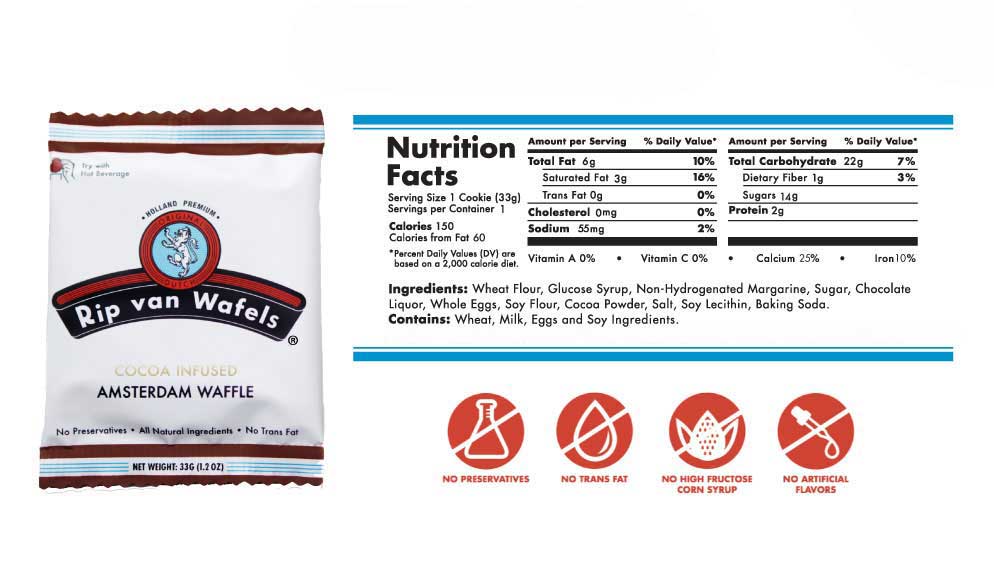 Try with
Hot Beverage
• HOLLAND PREMIUM •
ORIGINAL
DUTCH
Rip van Wafels
®
COCOA INFUSED
AMSTERDAM WAFFLE
No Preservatives • All Natural Ingredients • No Trans Fat
NET WEIGHT: 33G (1.2 OZ)
Nutrition
Facts
Serving Size 1 Cookie (33g)
Servings per Container 1
Calories 150
Calories from Fat 60
*Percent Daily Values (DV) are
based on a 2,000 calorie diet.
Amount per Serving % Daily Value*
Total Fat 6g 10%
Saturated Fat 3g 16%
Trans Fat 0g 0%
Cholesterol 0mg 0%
Sodium 55mg 2%
Amount per Serving % Daily Value*
Total Carbohydrate 22g 7%
Dietary Fiber 1g 3%
Sugars 14g
Protein 2g
Vitamin A 0% • Vitamin C 0% • Calcium 25% • Iron10%
Ingredients: Wheat Flour, Glucose Syrup, Non-Hydrogenated Margarine, Sugar, Chocolate
Liquor, Whole Eggs, Soy Flour, Cocoa Powder, Salt, Soy Lecithin, Baking Soda.
Contains: Wheat, Milk, Eggs and Soy Ingredients.
NO PRESERVATIVES
NO TRANS FAT
NO HIGH FRUCTOSE
CORN SYRUP
NO ARTIFICIAL
FLAVORS